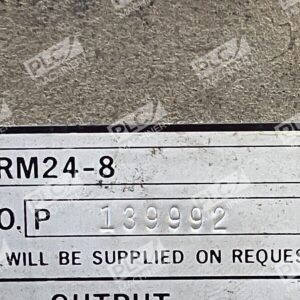 RM24-8
O. P 139992
WILL BE SUPPLIED ON REQUES
OUTPUT